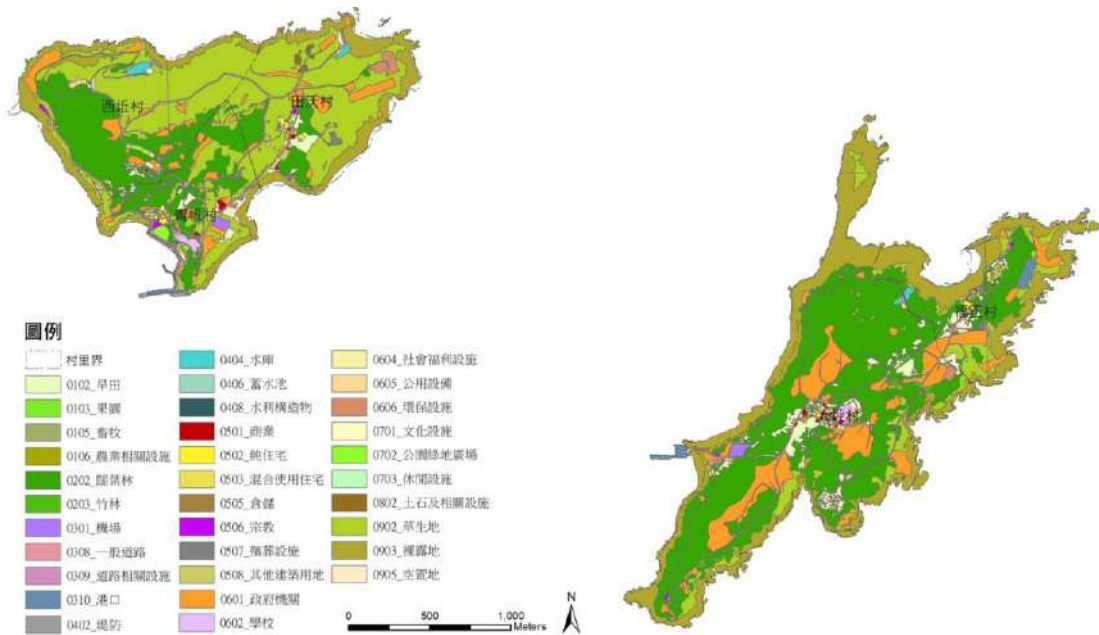 西坵村
田沃村
青帆村
福正村
圖例
村里界
0102_旱田
0103_果園
0105_畜牧
0106_農業相關設施
0202_闊葉林
0203_竹林
0301_機場
0308_一般道路
0309_道路相關設施
0310_港口
0402_堤防
0404_水庫
0406_蓄水池
0408_水利構造物
0501_商業
0502_純住宅
0503_混合使用住宅
0505_倉儲
0506_宗教
0507_殯葬設施
0508_其他建築用地
0601_政府機關
0602_學校
0604_社會福利設施
0605_公用設備
0606_環保設施
0701_文化設施
0702_公園綠地廣場
0703_休閒設施
0802_土石及相關設施
0902_草生地
0903_裸露地
0905_空置地
0 500 1,000
Meters
N